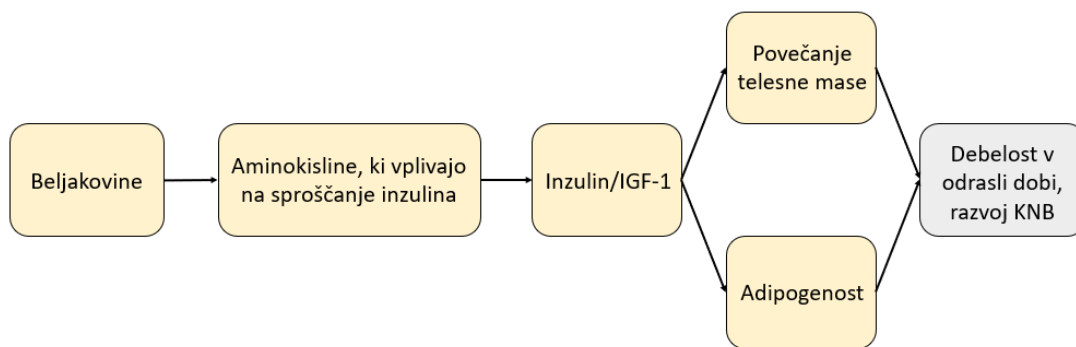 Beljakovine
Aminokisline, ki vplivajo
na sproščanje inzulina
Inzulin/IGF-1
Povečanje
telesne mase
Adipogenost
Debelost v
odrasli dobi,
razvoj KNB